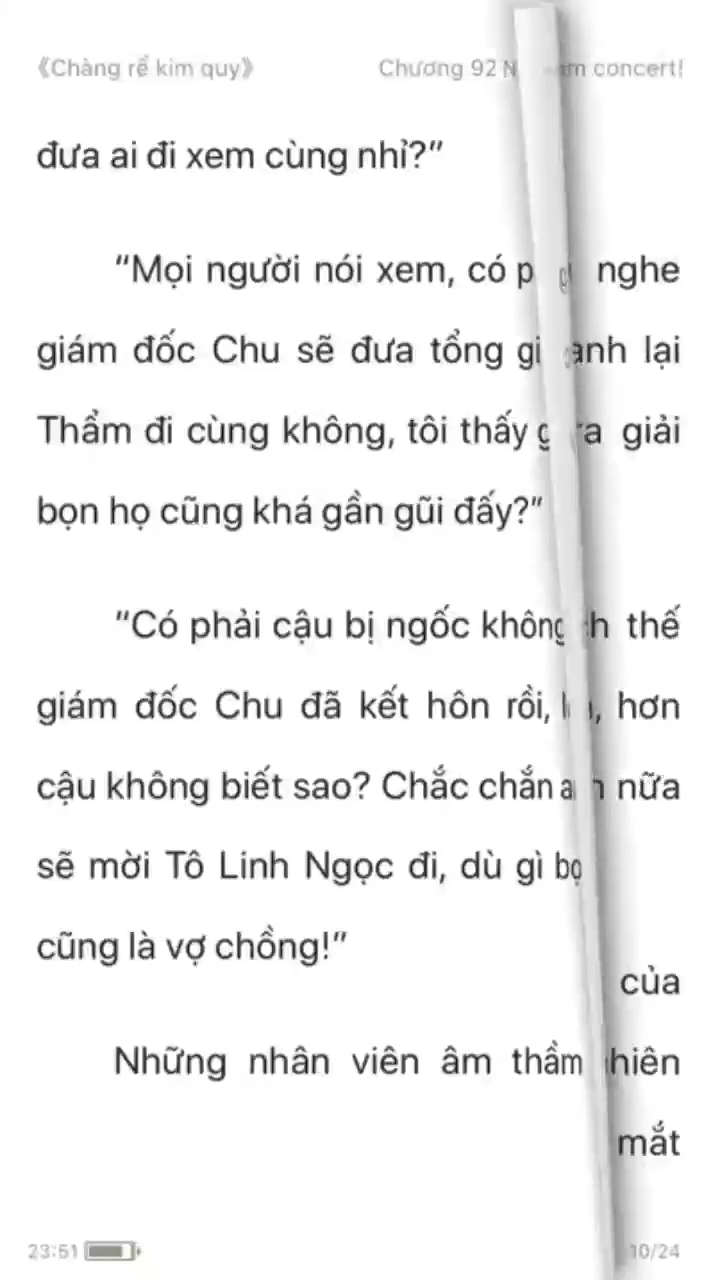 《Chàng rể kim quy》 Chương 92 concert!
đưa ai đi xem cùng nhỉ?”
“Mọi người nói xem, có nghe
giám đốc Chu sẽ đưa tổng lại
Thẩm đi cùng không, tôi thấy giải
bọn họ cũng khá gần gũi đấy?”
“Có phải cậu bị ngốc không thế
giám đốc Chu đã kết hôn rồi, hơn
cậu không biết sao? Chắc chắn nữa
sẽ mời Tô Linh Ngọc đi, dù gì
cũng là vợ chồng!”
của
Những nhân viên âm thầm
mắt
23:51 10/24